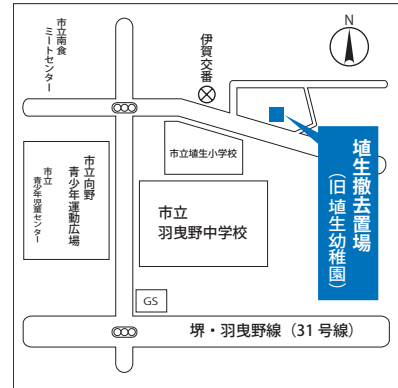 市立南食
ミートセンター
伊賀交番
N
市立埴生小学校
埴生撤去置場
（旧 埴生幼稚園）
市立向野
青少年運動広場
市立
青少年児童センター
市立
羽曳野中学校
GS
堺・羽曳野線（31号線）